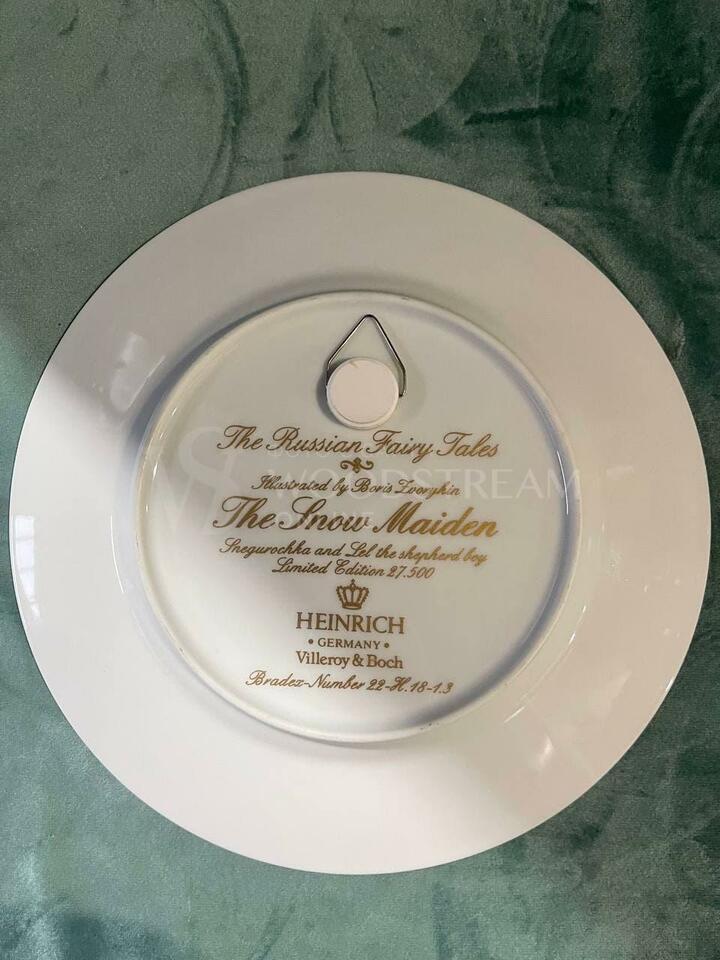 The Russian Fairy Tales
Illustrated by Boris Zvorykin
The Snow Maiden
Snegurochka and Lel the shepherd boy
Limited Edition 27.500
HEINRICH
• GERMANY •
Villeroy & Boch
Bradex-Number 22-H.18-1.3
WOODSTREAM